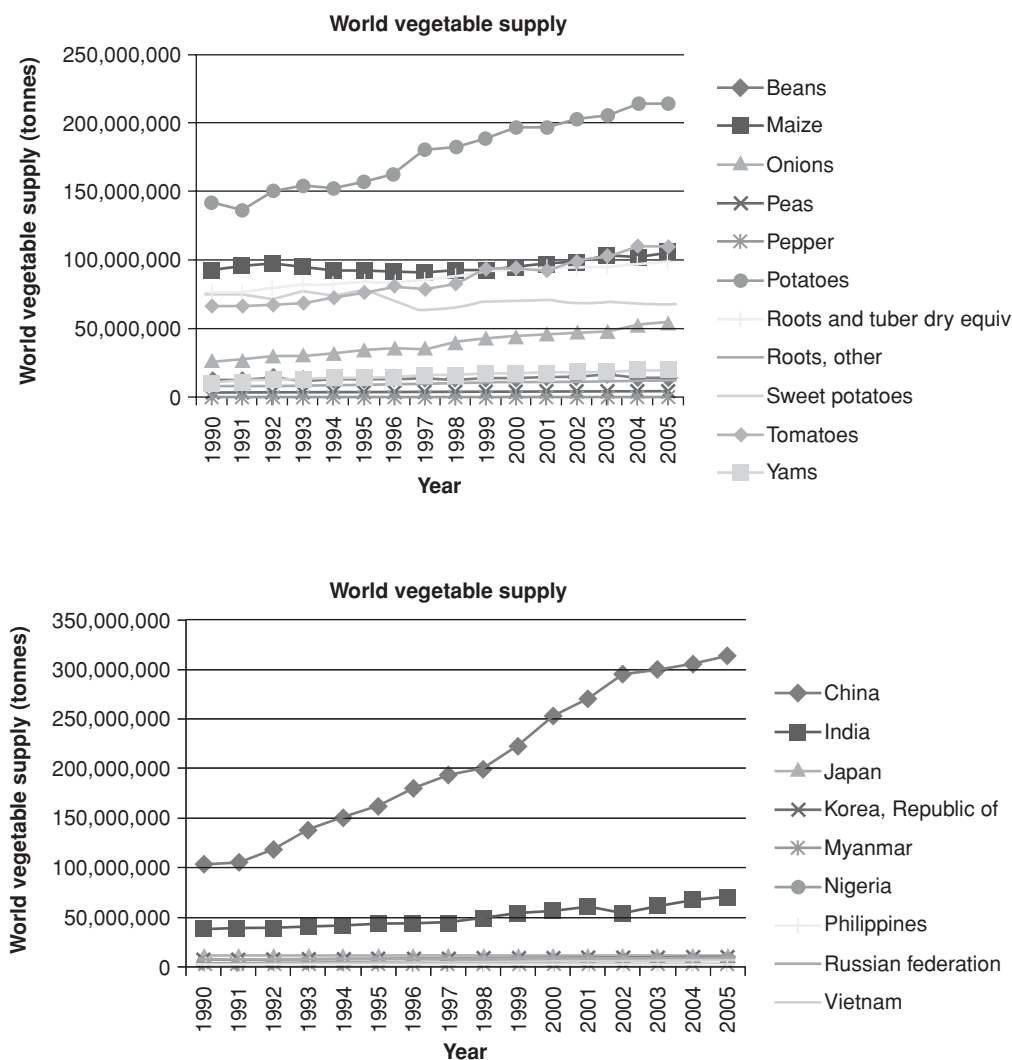 World vegetable supply
World vegetable supply (tonnes)
250,000,000
200,000,000
150,000,000
100,000,000
50,000,000
0
1990
1991
1992
1993
1994
1995
1996
1997
1998
1999
2000
2001
2002
2003
2004
2005
Year
Beans
Maize
Onions
Peas
Pepper
Potatoes
Roots and tuber dry equiv
Roots, other
Sweet potatoes
Tomatoes
Yams
World vegetable supply
World vegetable supply (tonnes)
350,000,000
300,000,000
250,000,000
200,000,000
150,000,000
100,000,000
50,000,000
0
1990
1991
1992
1993
1994
1995
1996
1997
1998
1999
2000
2001
2002
2003
2004
2005
Year
China
India
Japan
Korea, Republic of
Myanmar
Nigeria
Philippines
Russian federation
Vietnam